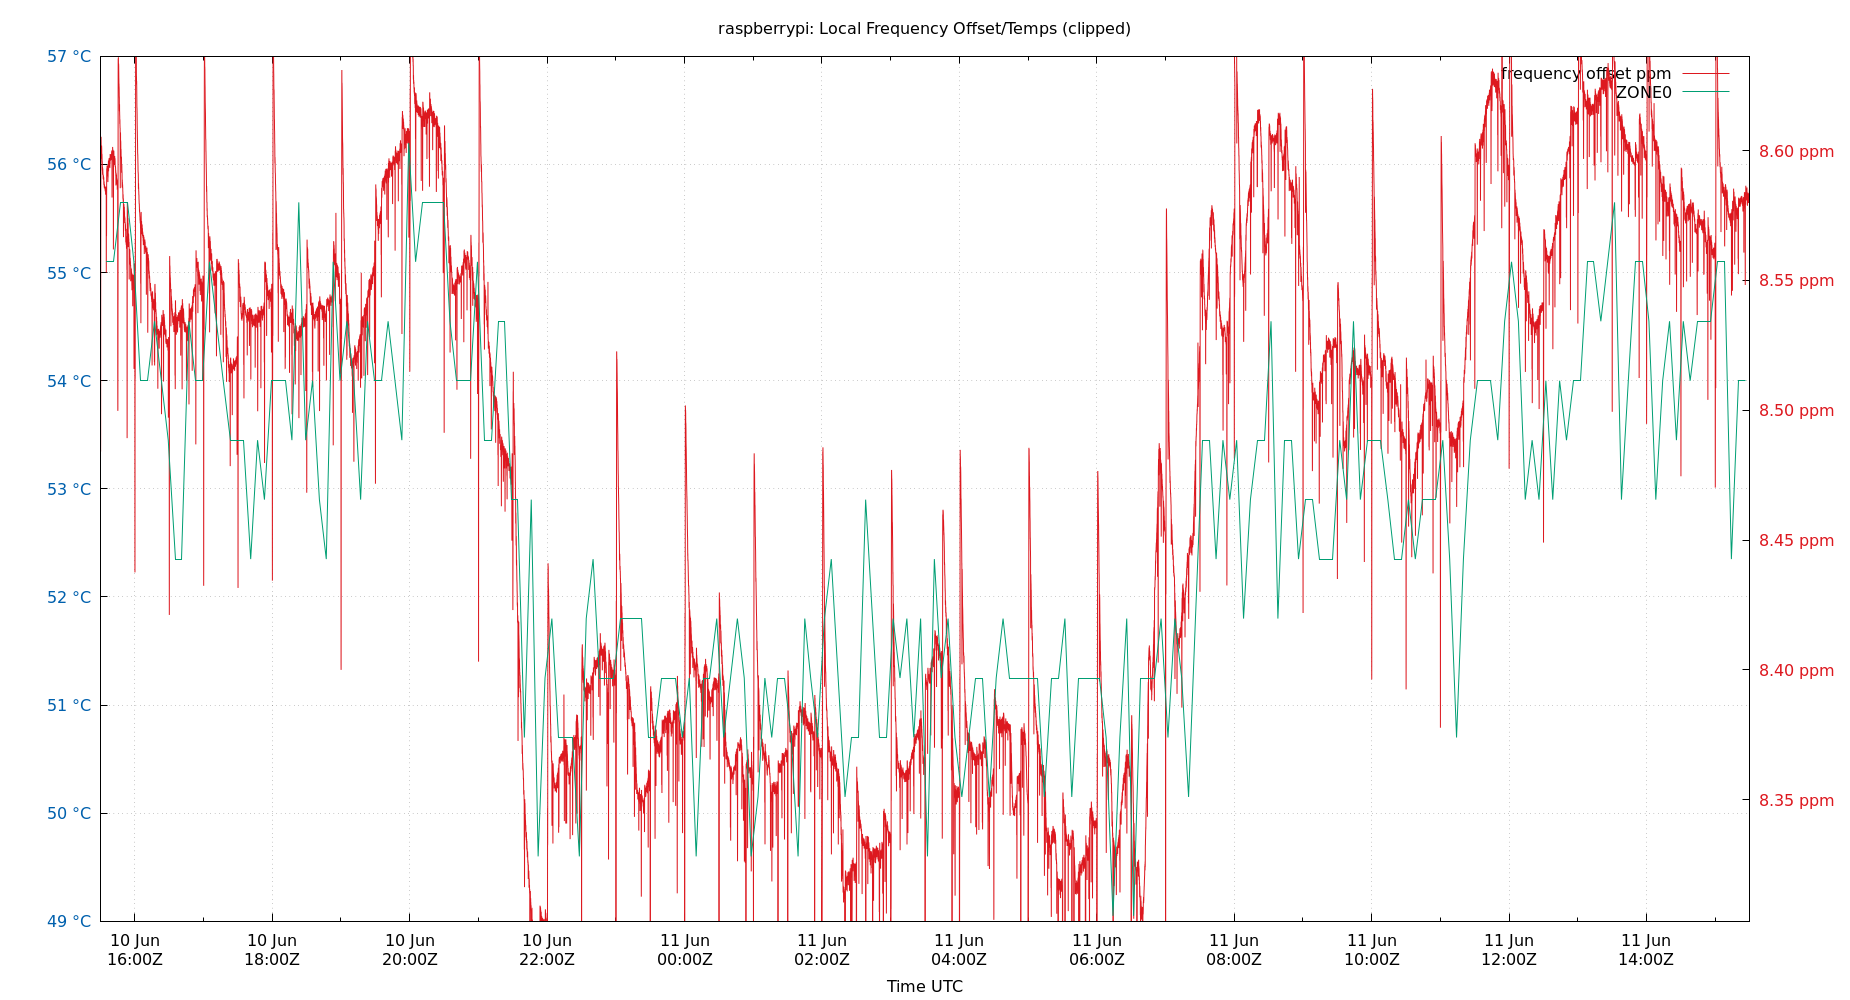 raspberrypi: Local Frequency Offset/Temps (clipped)
57 °C
56 °C
55 °C
54 °C
53 °C
52 °C
51 °C
50 °C
49 °C
frequency offset ppm
ZONE0
8.60 ppm
8.55 ppm
8.50 ppm
8.45 ppm
8.40 ppm
8.35 ppm
10 Jun 10 Jun 10 Jun 10 Jun 11 Jun 11 Jun 11 Jun 11 Jun 11 Jun 11 Jun 11 Jun 11 Jun
16:00Z 18:00Z 20:00Z 22:00Z 00:00Z 02:00Z 04:00Z 06:00Z 08:00Z 10:00Z 12:00Z 14:00Z
Time UTC